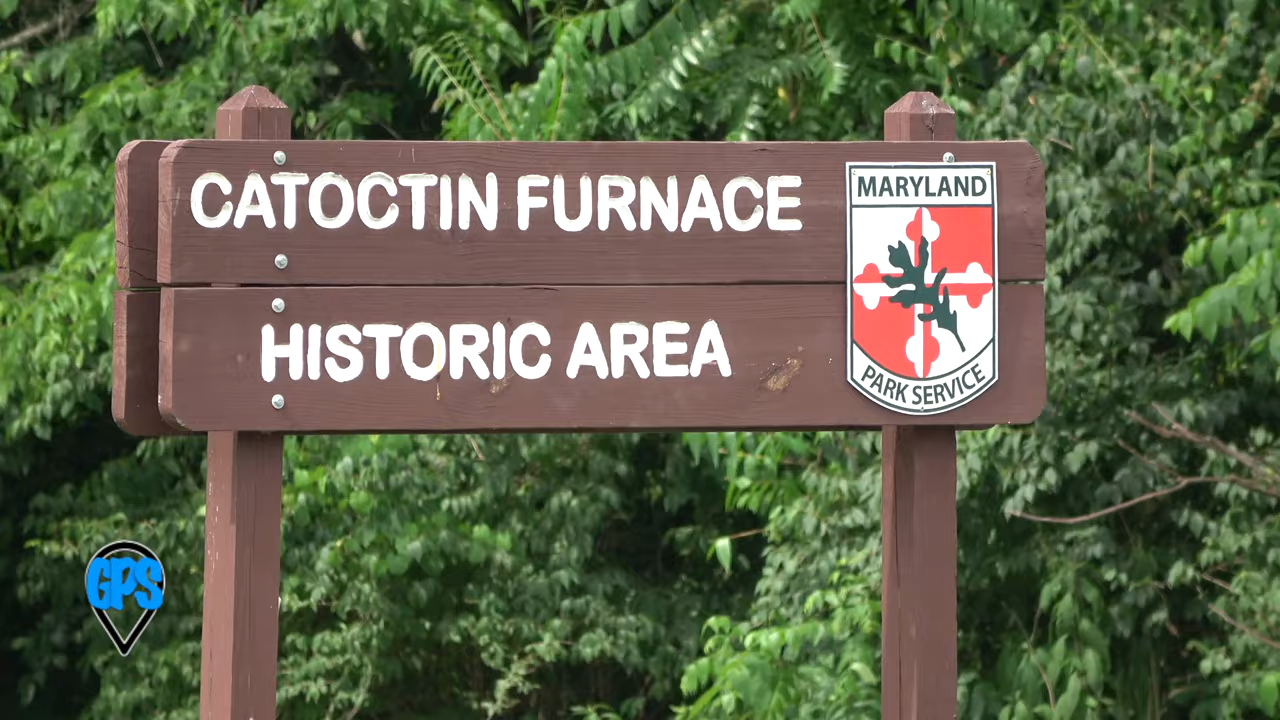 CATOCTIN FURNACE
HISTORIC AREA
MARYLAND
PARK SERVICE
GPS